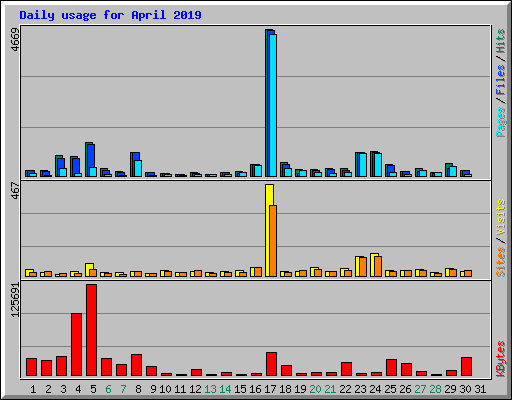 Daily usage for April 2019
4669
Pages / Files / Hits
467
Sites / Visits
125691
KBytes
1 2 3 4 5 6 7 8 9 10 11 12 13 14 15 16 17 18 19 20 21 22 23 24 25 26 27 28 29 30 31